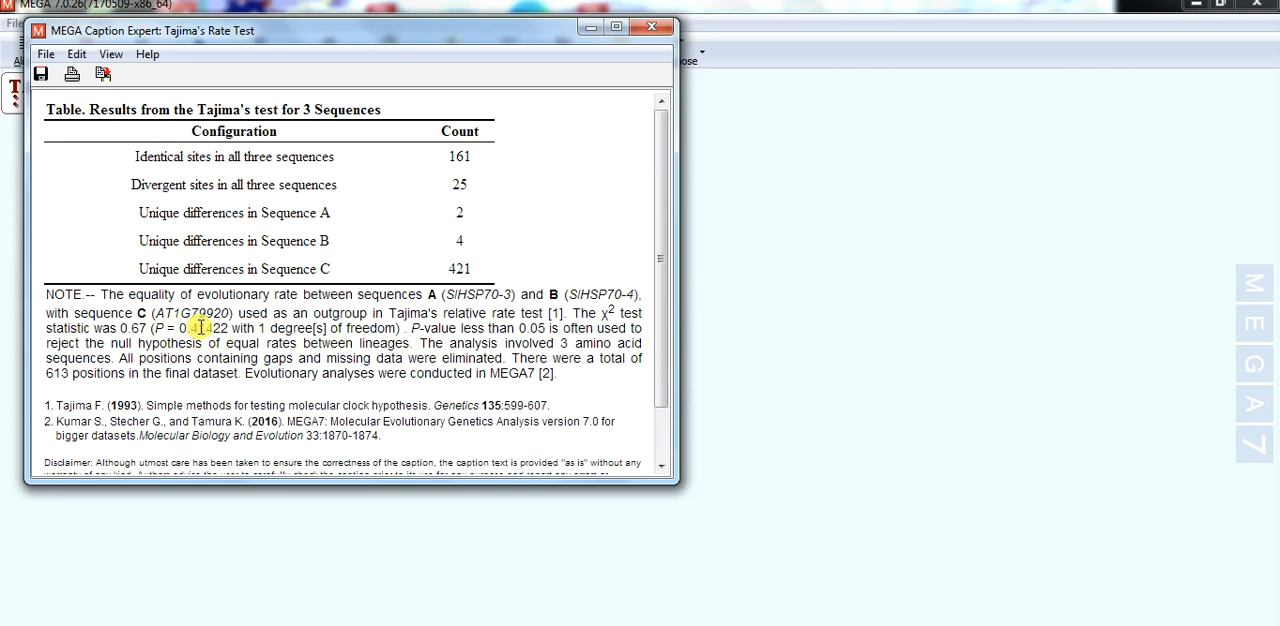 MEGA 7.0.26(7170509-x86_64)
File
MEGA Caption Expert: Tajima's Rate Test
File Edit View Help
Table. Results from the Tajima's test for 3 Sequences
Configuration Count
Identical sites in all three sequences 161
Divergent sites in all three sequences 25
Unique differences in Sequence A 2
Unique differences in Sequence B 4
Unique differences in Sequence C 421
NOTE.-- The equality of evolutionary rate between sequences A (SlHSP70-3) and B (SlHSP70-4),
with sequence C (AT1G79920) used as an outgroup in Tajima's relative rate test [1]. The χ2 test
statistic was 0.67 (P = with 1 degree[s] of freedom) . P-value less than 0.05 is often used to
reject the null hypothesis of equal rates between lineages. The analysis involved 3 amino acid
sequences. All positions containing gaps and missing data were eliminated. There were a total of
613 positions in the final dataset. Evolutionary analyses were conducted in MEGA7 [2].
1. Tajima F. (1993). Simple methods for testing molecular clock hypothesis. Genetics 135:599-607.
2. Kumar S., Stecher G., and Tamura K. (2016). MEGA7: Molecular Evolutionary Genetics Analysis version 7.0 for
bigger datasets.Molecular Biology and Evolution 33:1870-1874.
Disclaimer: Although utmost care has been taken to ensure the correctness of the caption, the caption text is provided "as is" without any
M
E
G
A
7